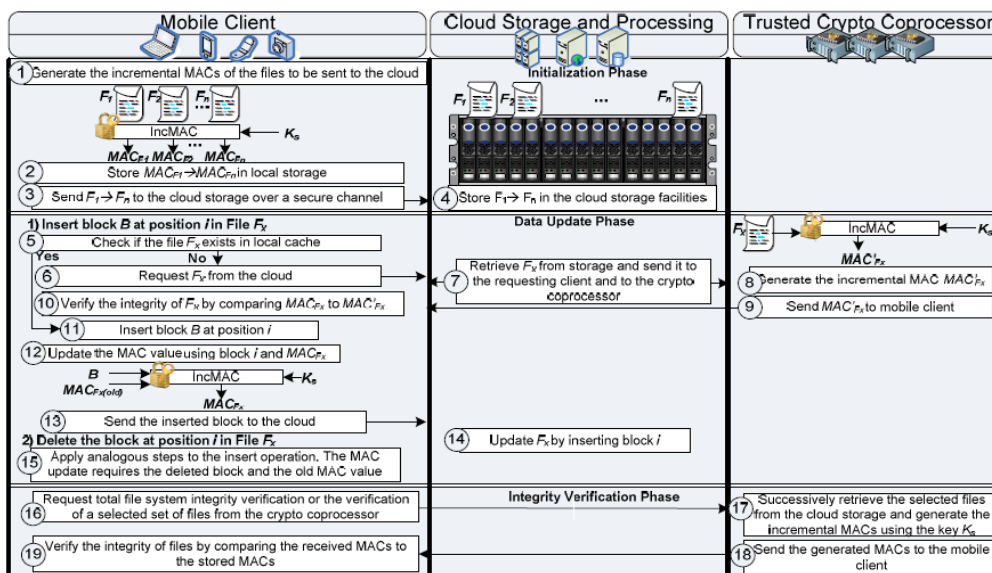 Mobile Client
Cloud Storage and Processing
Trusted Crypto Coprocessor
1 Generate the incremental MACs of the files to be sent to the cloud
F1 F2 ... Fn
IncMAC
Ks
...
MACF1 MACF2 MACFn
2 Store MACF1→MACFn in local storage
3 Send F1→ Fn to the cloud storage over a secure channel
Initialization Phase
F1 F2 ... Fn
4 Store F1→ Fn in the cloud storage facilities
Data Update Phase
1) Insert block B at position i in File Fx
5 Check if the file Fx exists in local cache
Yes No
6 Request Fx from the cloud
7 Retrieve Fx from storage and send it to
the requesting client and to the crypto
coprocessor
Fx
IncMAC
Ks
MAC'Fx
8 Generate the incremental MAC MAC'Fx
9 Send MAC'Fx to mobile client
10 Verify the integrity of Fx by comparing MACFx to MAC'Fx
11 Insert block B at position i
12 Update the MAC value using block i and MACFx
B
MACFx(old)
IncMAC
Ks
MACFx
13 Send the inserted block to the cloud
14 Update Fx by inserting block i
2) Delete the block at position i in File Fx
15 Apply analogous steps to the insert operation. The MAC
update requires the deleted block and the old MAC value
Integrity Verification Phase
16 Request total file system integrity verification or the verification
of a selected set of files from the crypto coprocessor
17 Successively retrieve the selected files
from the cloud storage and generate the
incremental MACs using the key Ks
18 Send the generated MACs to the mobile
client
19 Verify the integrity of files by comparing the received MACs to
the stored MACs